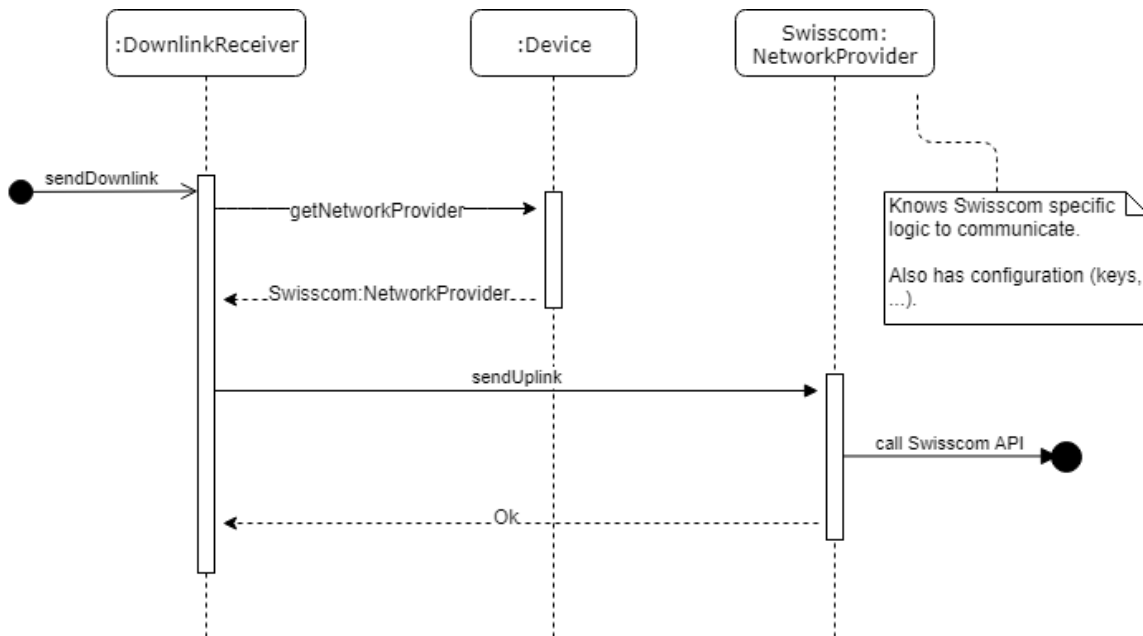 :DownlinkReceiver
:Device
Swisscom:
NetworkProvider
sendDownlink
getNetworkProvider
Knows Swisscom specific
logic to communicate.
Also has configuration (keys,
...).
Swisscom:NetworkProvider
sendUplink
call Swisscom API
Ok